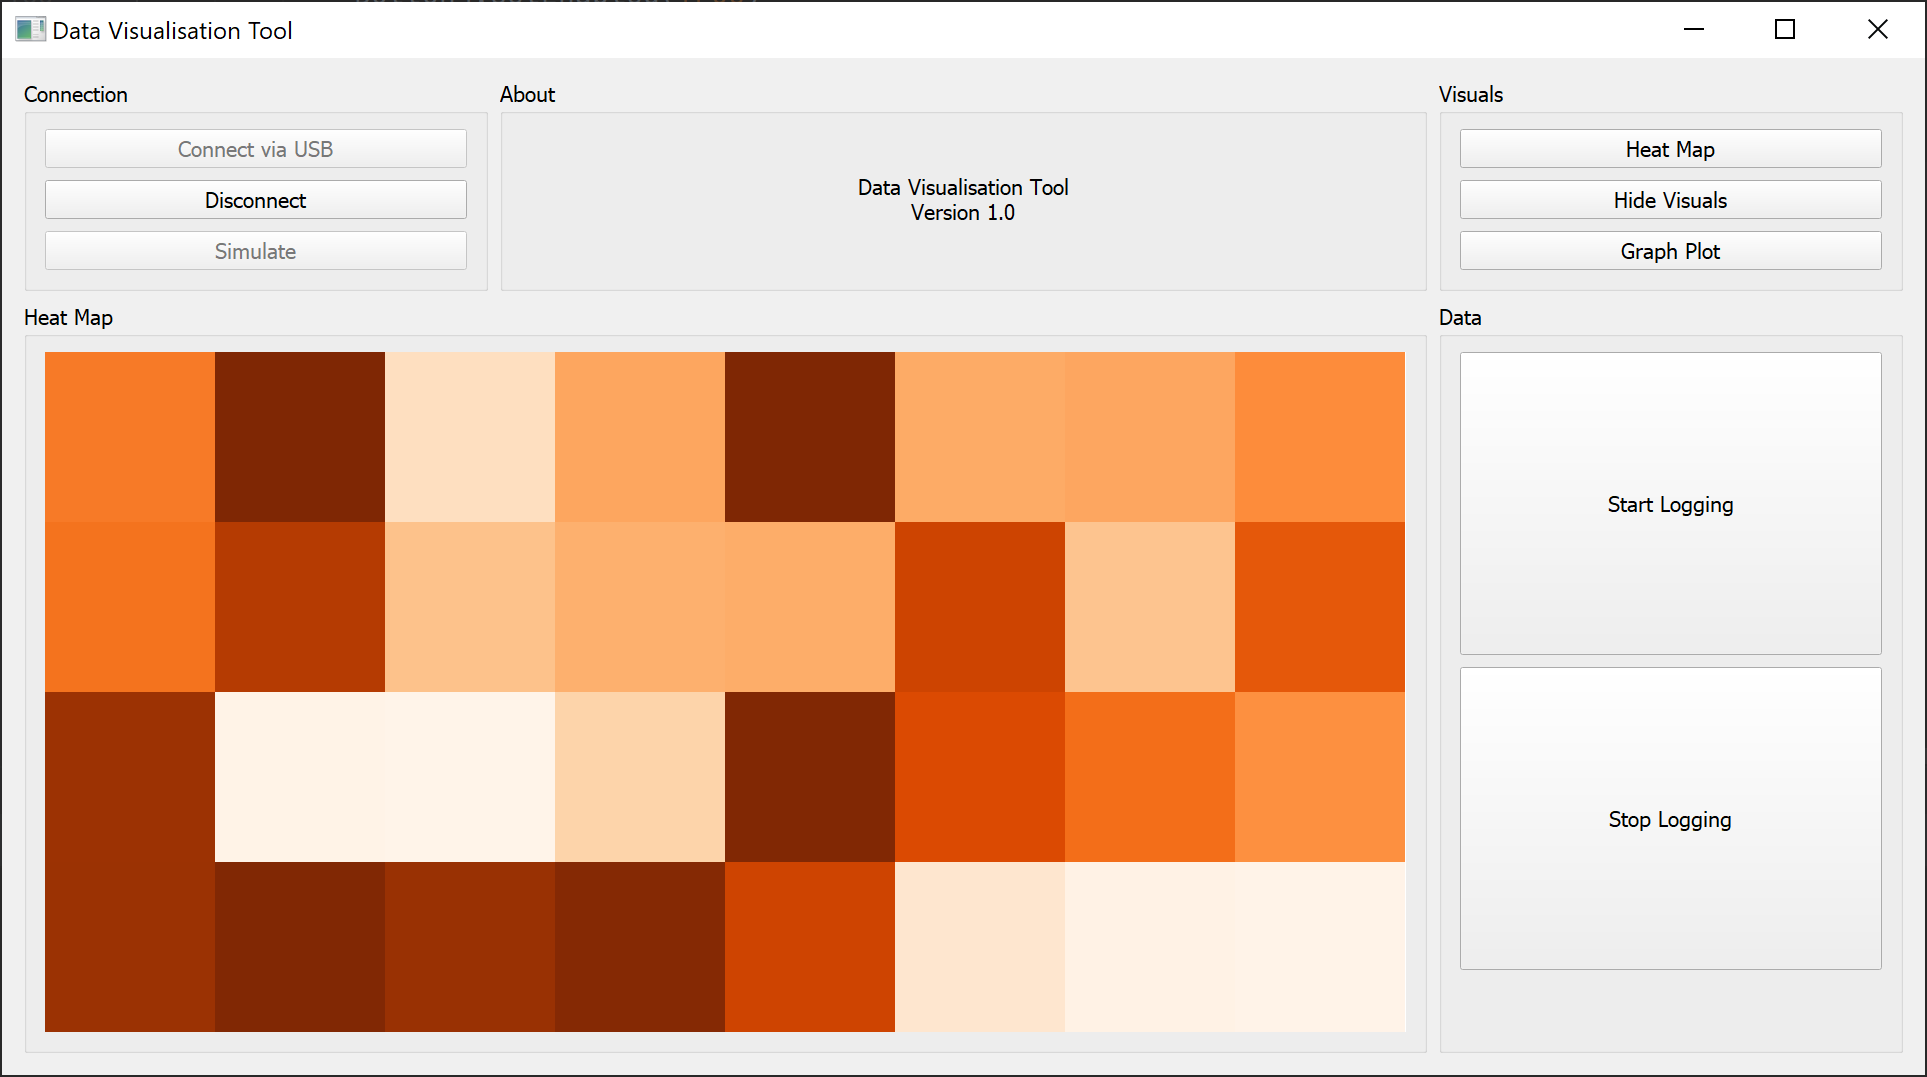 Data Visualisation Tool
Connection
Connect via USB
Disconnect
Simulate
About
Data Visualisation Tool
Version 1.0
Visuals
Heat Map
Hide Visuals
Graph Plot
Heat Map
Data
Start Logging
Stop Logging